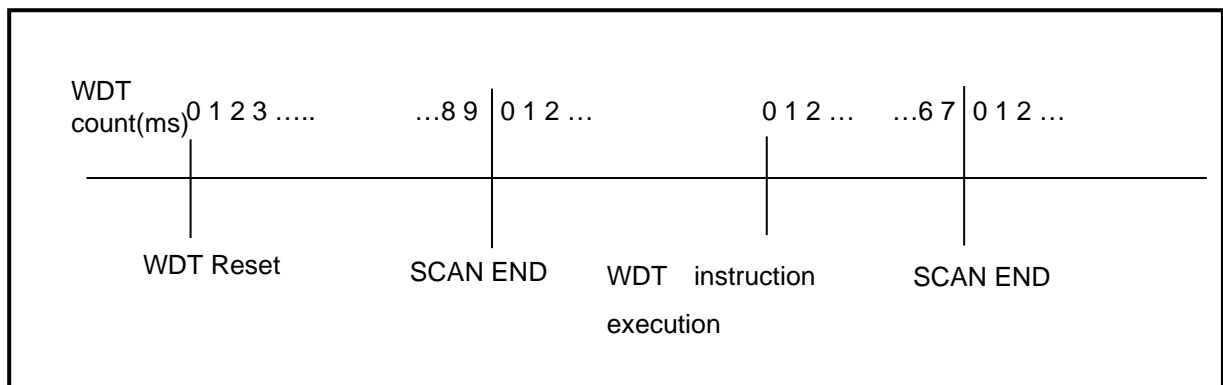 WDT
count(ms) 0 1 2 3 ….. …8 9 0 1 2 … 0 1 2 … …6 7 0 1 2 …
WDT Reset SCAN END WDT instruction SCAN END
execution